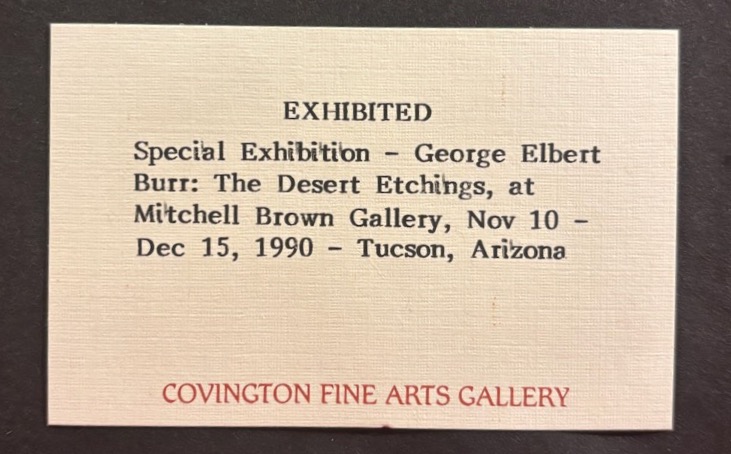 EXHIBITED
Special Exhibition - George Elbert
Burr: The Desert Etchings, at
Mitchell Brown Gallery, Nov 10 -
Dec 15, 1990 - Tucson, Arizona
COVINGTON FINE ARTS GALLERY